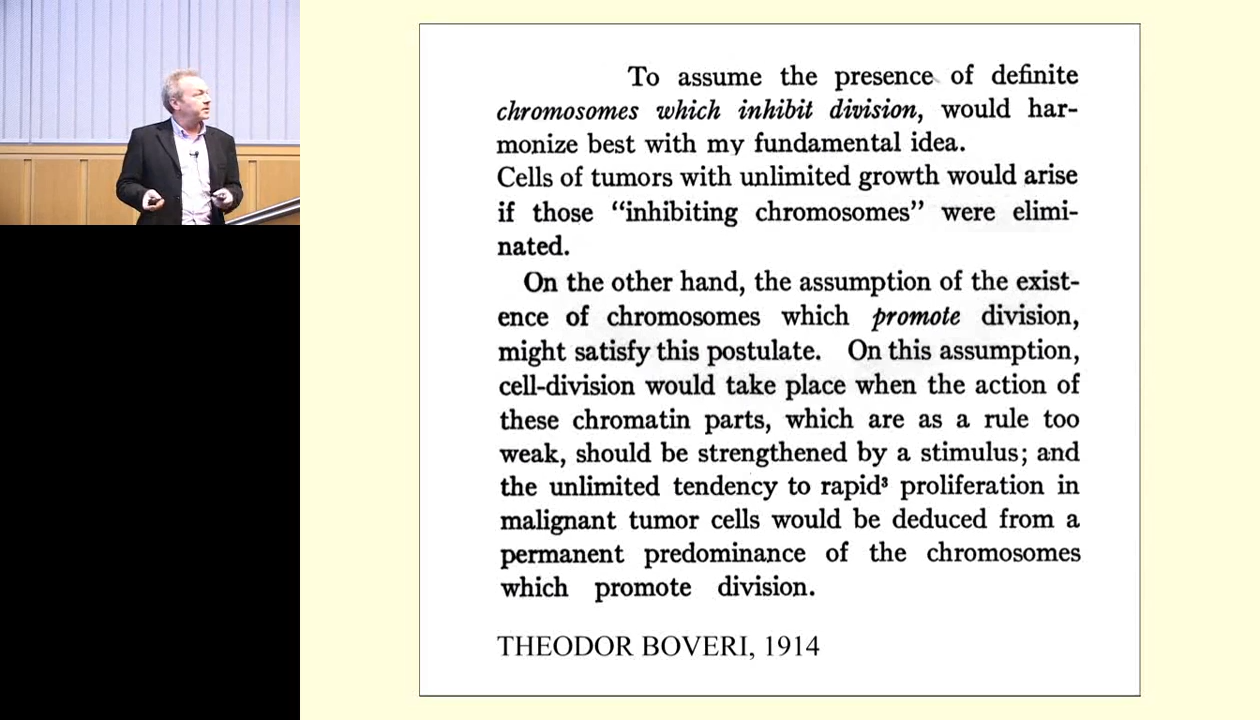 To assume the presence of definite
chromosomes which inhibit division, would har-
monize best with my fundamental idea.
Cells of tumors with unlimited growth would arise
if those “inhibiting chromosomes” were elimi-
nated.
On the other hand, the assumption of the exist-
ence of chromosomes which promote division,
might satisfy this postulate. On this assumption,
cell-division would take place when the action of
these chromatin parts, which are as a rule too
weak, should be strengthened by a stimulus; and
the unlimited tendency to rapid³ proliferation in
malignant tumor cells would be deduced from a
permanent predominance of the chromosomes
which promote division.
THEODOR BOVERI, 1914